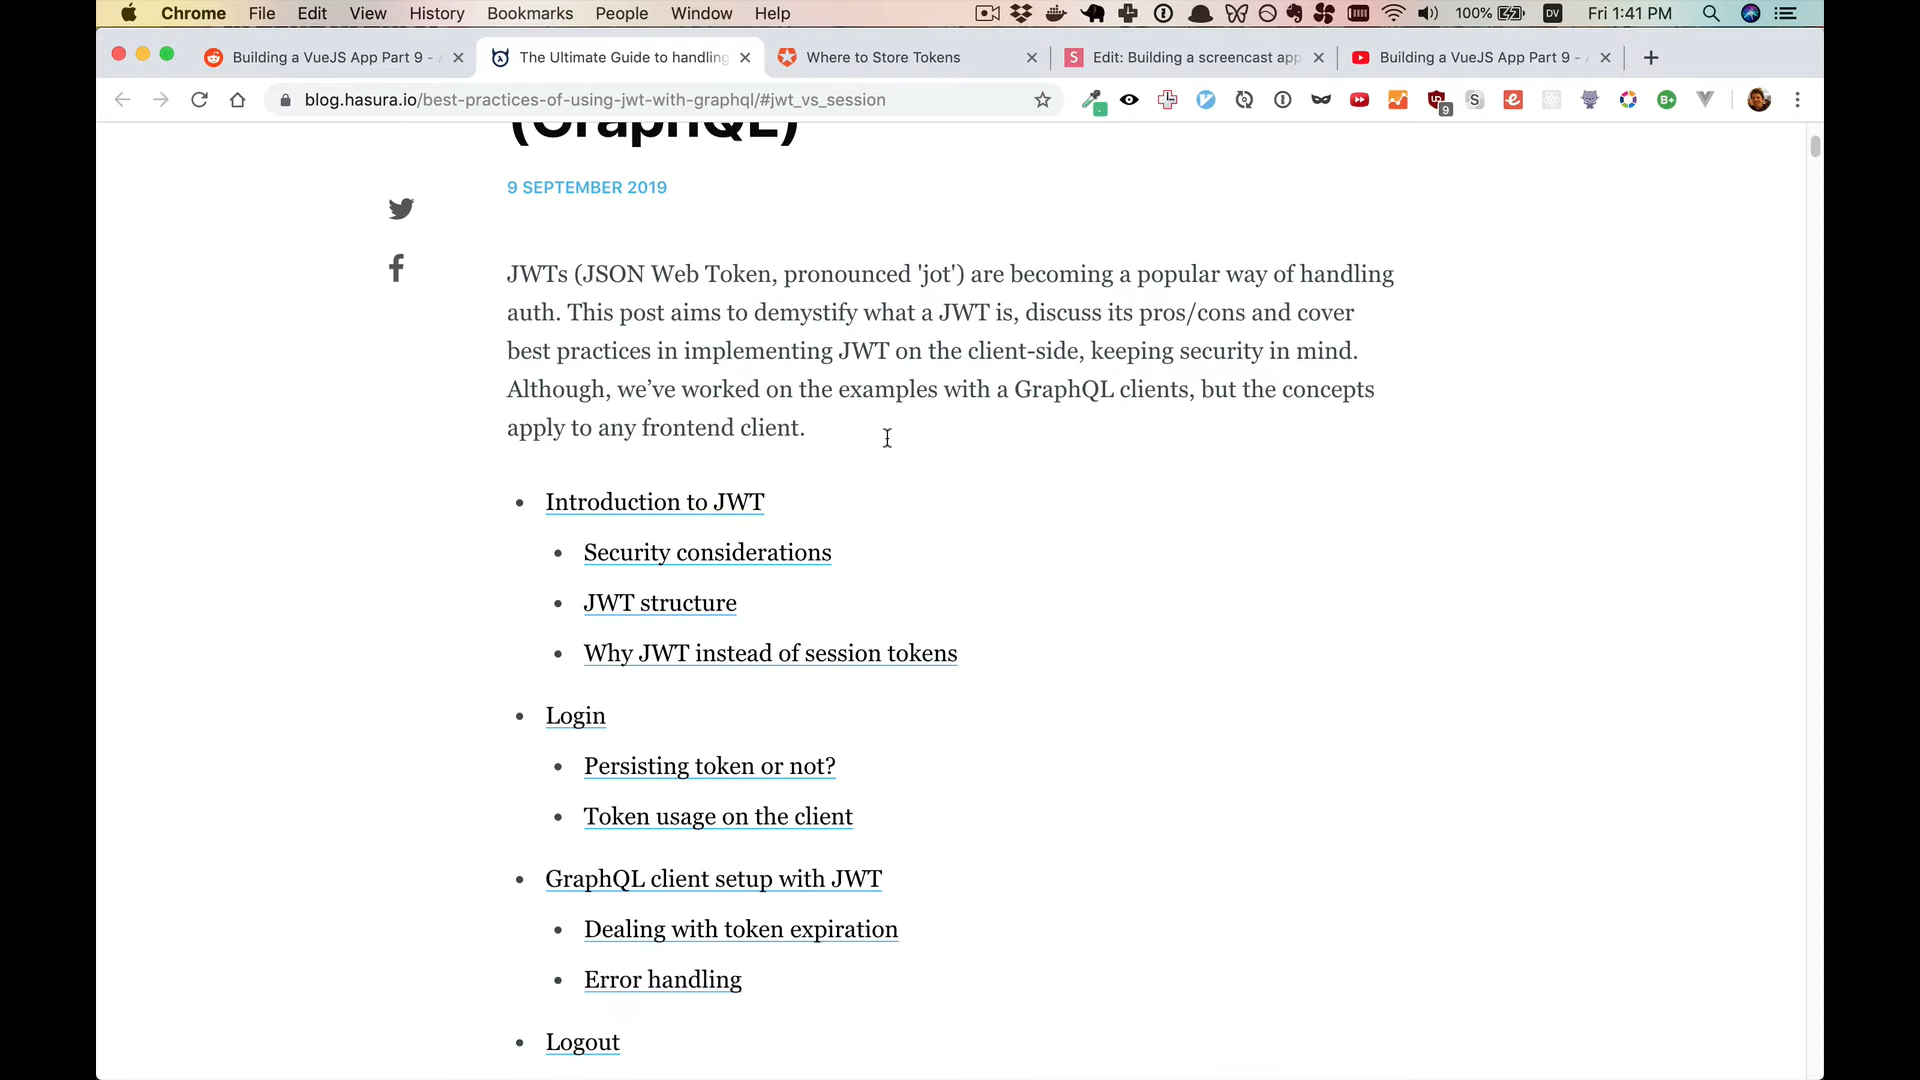 Chrome File Edit View History Bookmarks People Window Help 100% DV Fri 1:41 PM
Building a VueJS App Part 9 - The Ultimate Guide to handling Where to Store Tokens Edit: Building a screencast app Building a VueJS App Part 9 -
blog.hasura.io/best-practices-of-using-jwt-with-graphql/#jwt_vs_session
(GraphQL)
9 SEPTEMBER 2019
JWTs (JSON Web Token, pronounced 'jot') are becoming a popular way of handling
auth. This post aims to demystify what a JWT is, discuss its pros/cons and cover
best practices in implementing JWT on the client-side, keeping security in mind.
Although, we’ve worked on the examples with a GraphQL clients, but the concepts
apply to any frontend client.
Introduction to JWT
Security considerations
JWT structure
Why JWT instead of session tokens
Login
Persisting token or not?
Token usage on the client
GraphQL client setup with JWT
Dealing with token expiration
Error handling
Logout